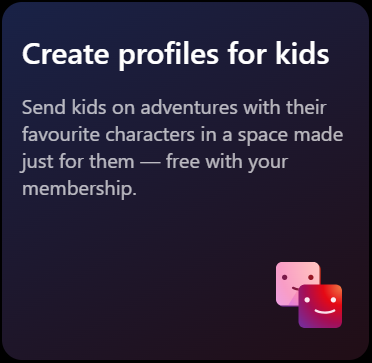 Create profiles for kids
Send kids on adventures with their
favourite characters in a space made
just for them — free with your
membership.